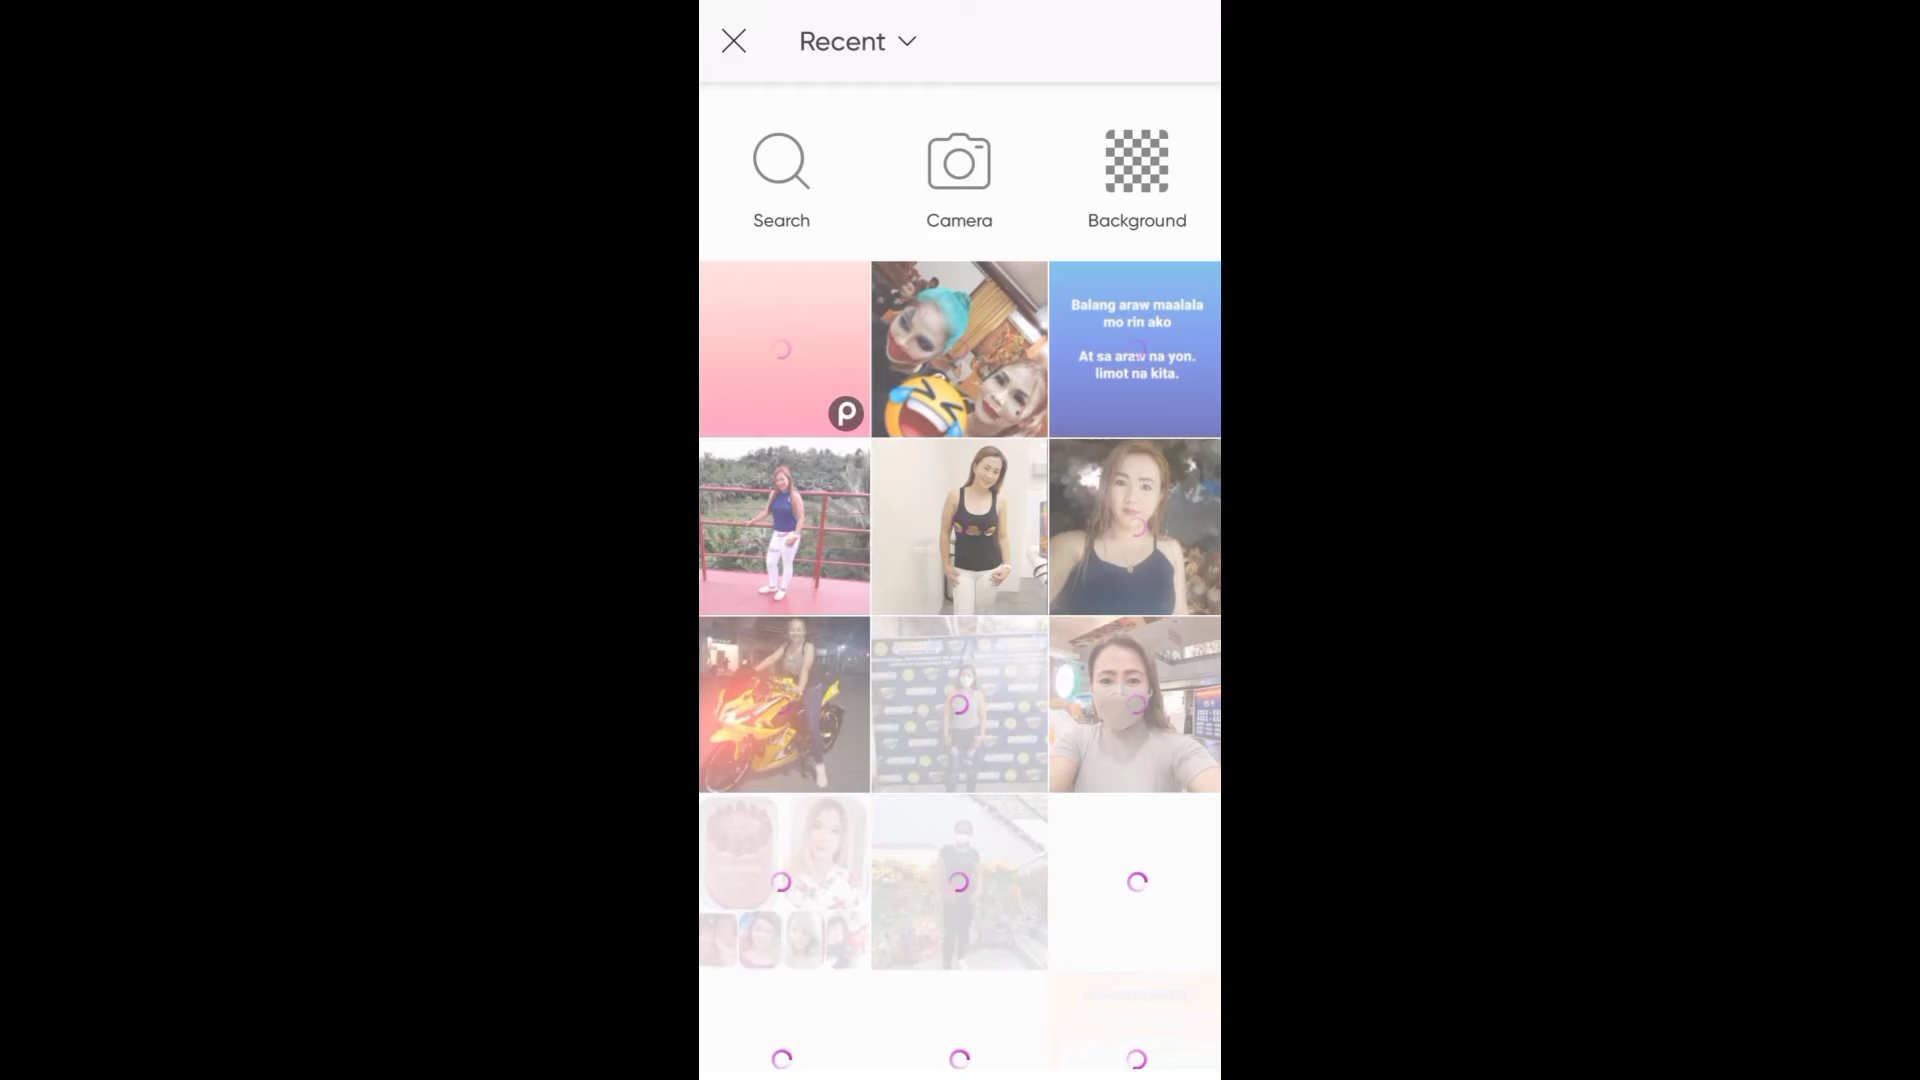 Recent
Search
Camera
Background
Balang araw maalala
mo rin ako
At sa araw na yon.
limot na kita.